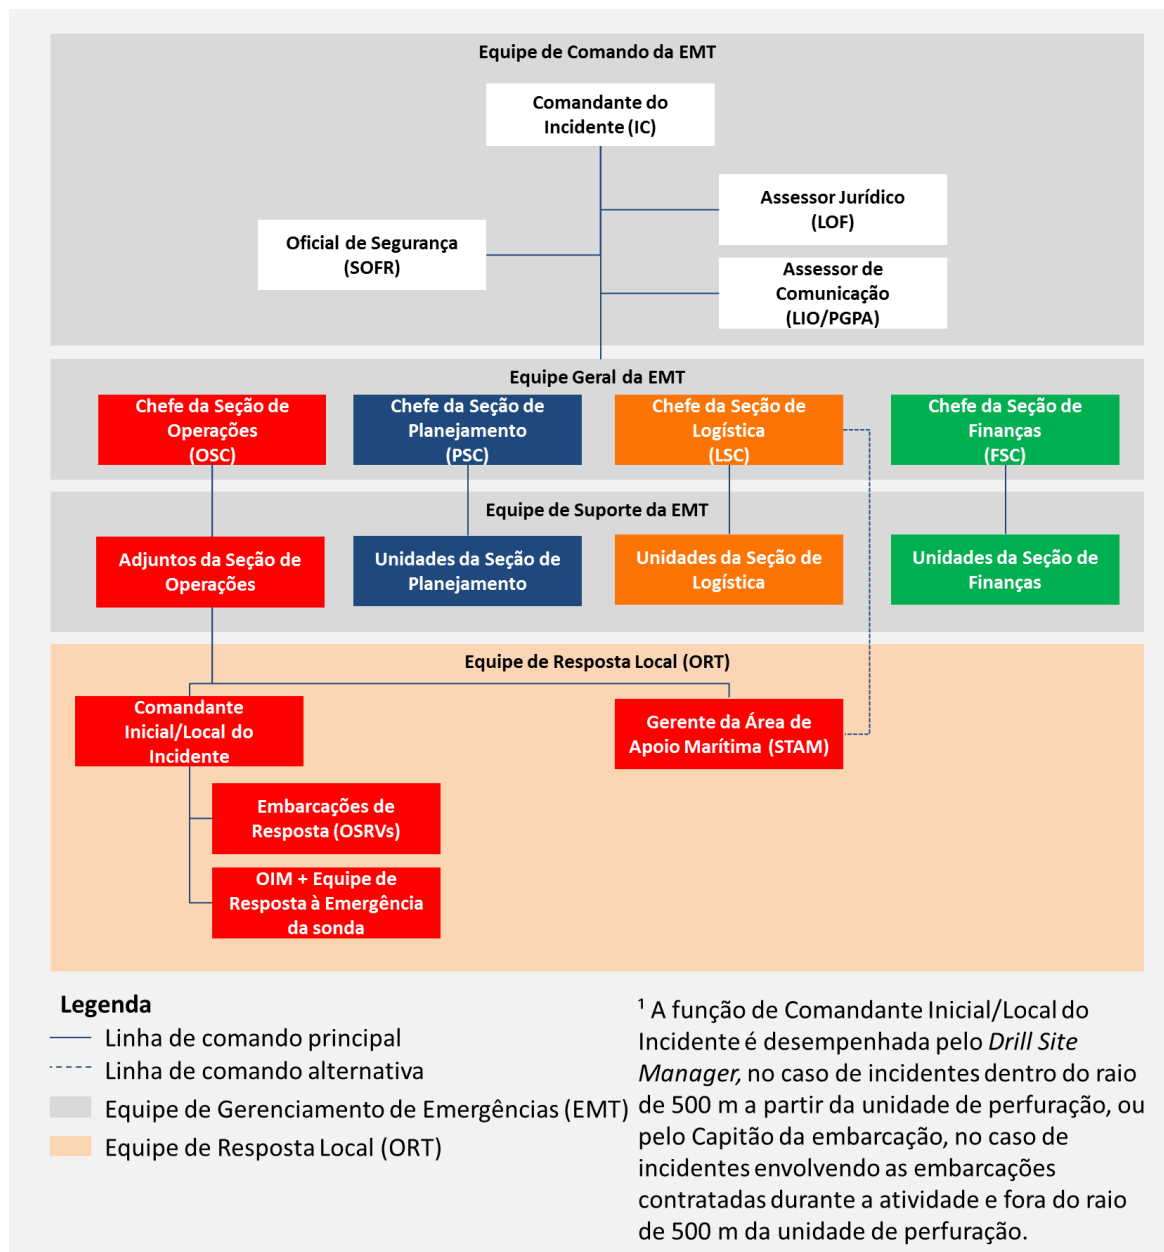 Equipe de Comando da EMT
Comandante do
Incidente (IC)
Assessor Jurídico
(LOF)
Oficial de Segurança
(SOFR)
Assessor de
Comunicação
(LIO/PGPA)
Equipe Geral da EMT
Chefe da Seção de
Operações
(OSC)
Chefe da Seção de
Planejamento
(PSC)
Chefe da Seção de
Logística
(LSC)
Chefe da Seção de
Finanças
(FSC)
Equipe de Suporte da EMT
Adjuntos da Seção de
Operações
Unidades da Seção de
Planejamento
Unidades da Seção de
Logística
Unidades da Seção de
Finanças
Equipe de Resposta Local (ORT)
Comandante
Inicial/Local do
Incidente
Gerente da Área de
Apoio Marítima (STAM)
Embarcações de
Resposta (OSRVs)
OIM + Equipe de
Resposta à Emergência
da sonda
Legenda
Linha de comando principal
Linha de comando alternativa
Equipe de Gerenciamento de Emergências (EMT)
Equipe de Resposta Local (ORT)
¹ A função de Comandante Inicial/Local do
Incidente é desempenhada pelo Drill Site
Manager, no caso de incidentes dentro do raio
de 500 m a partir da unidade de perfuração, ou
pelo Capitão da embarcação, no caso de
incidentes envolvendo as embarcações
contratadas durante a atividade e fora do raio
de 500 m da unidade de perfuração.